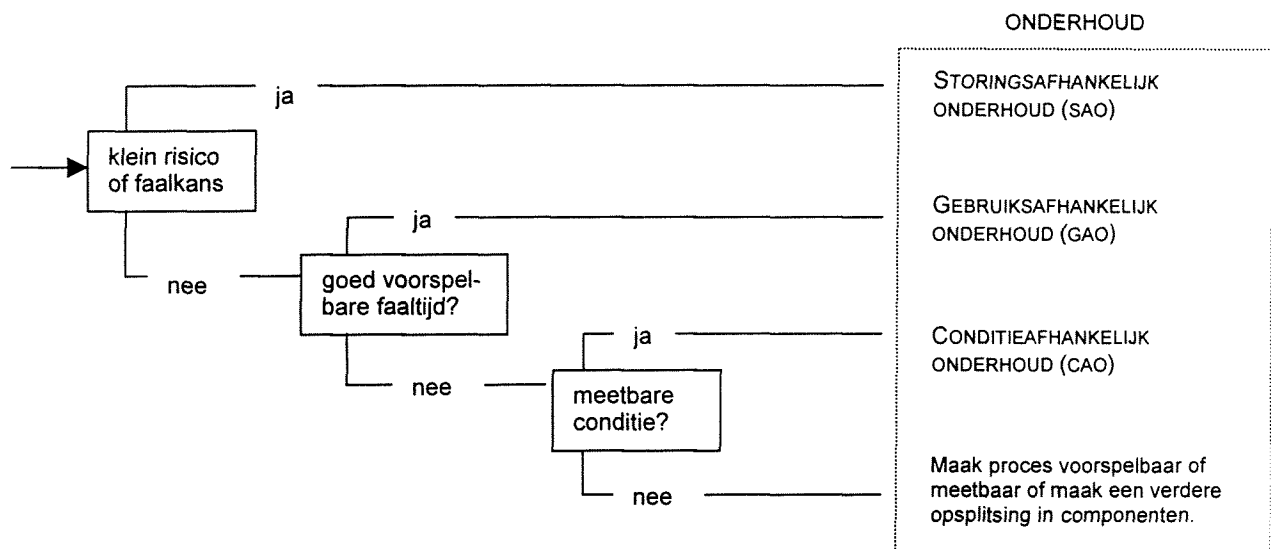 ONDERHOUD
ja
STORINGSAFHANKELIJK
ONDERHOUD (SAO)
klein risico
of faalkans
ja
GEBRUIKSAFHANKELIJK
ONDERHOUD (GAO)
nee
goed voorspel-
bare faaltijd?
ja
CONDITIEAFHANKELIJK
ONDERHOUD (CAO)
nee
meetbare
conditie?
nee
Maak proces voorspelbaar of
meetbaar of maak een verdere
opsplitsing in componenten.